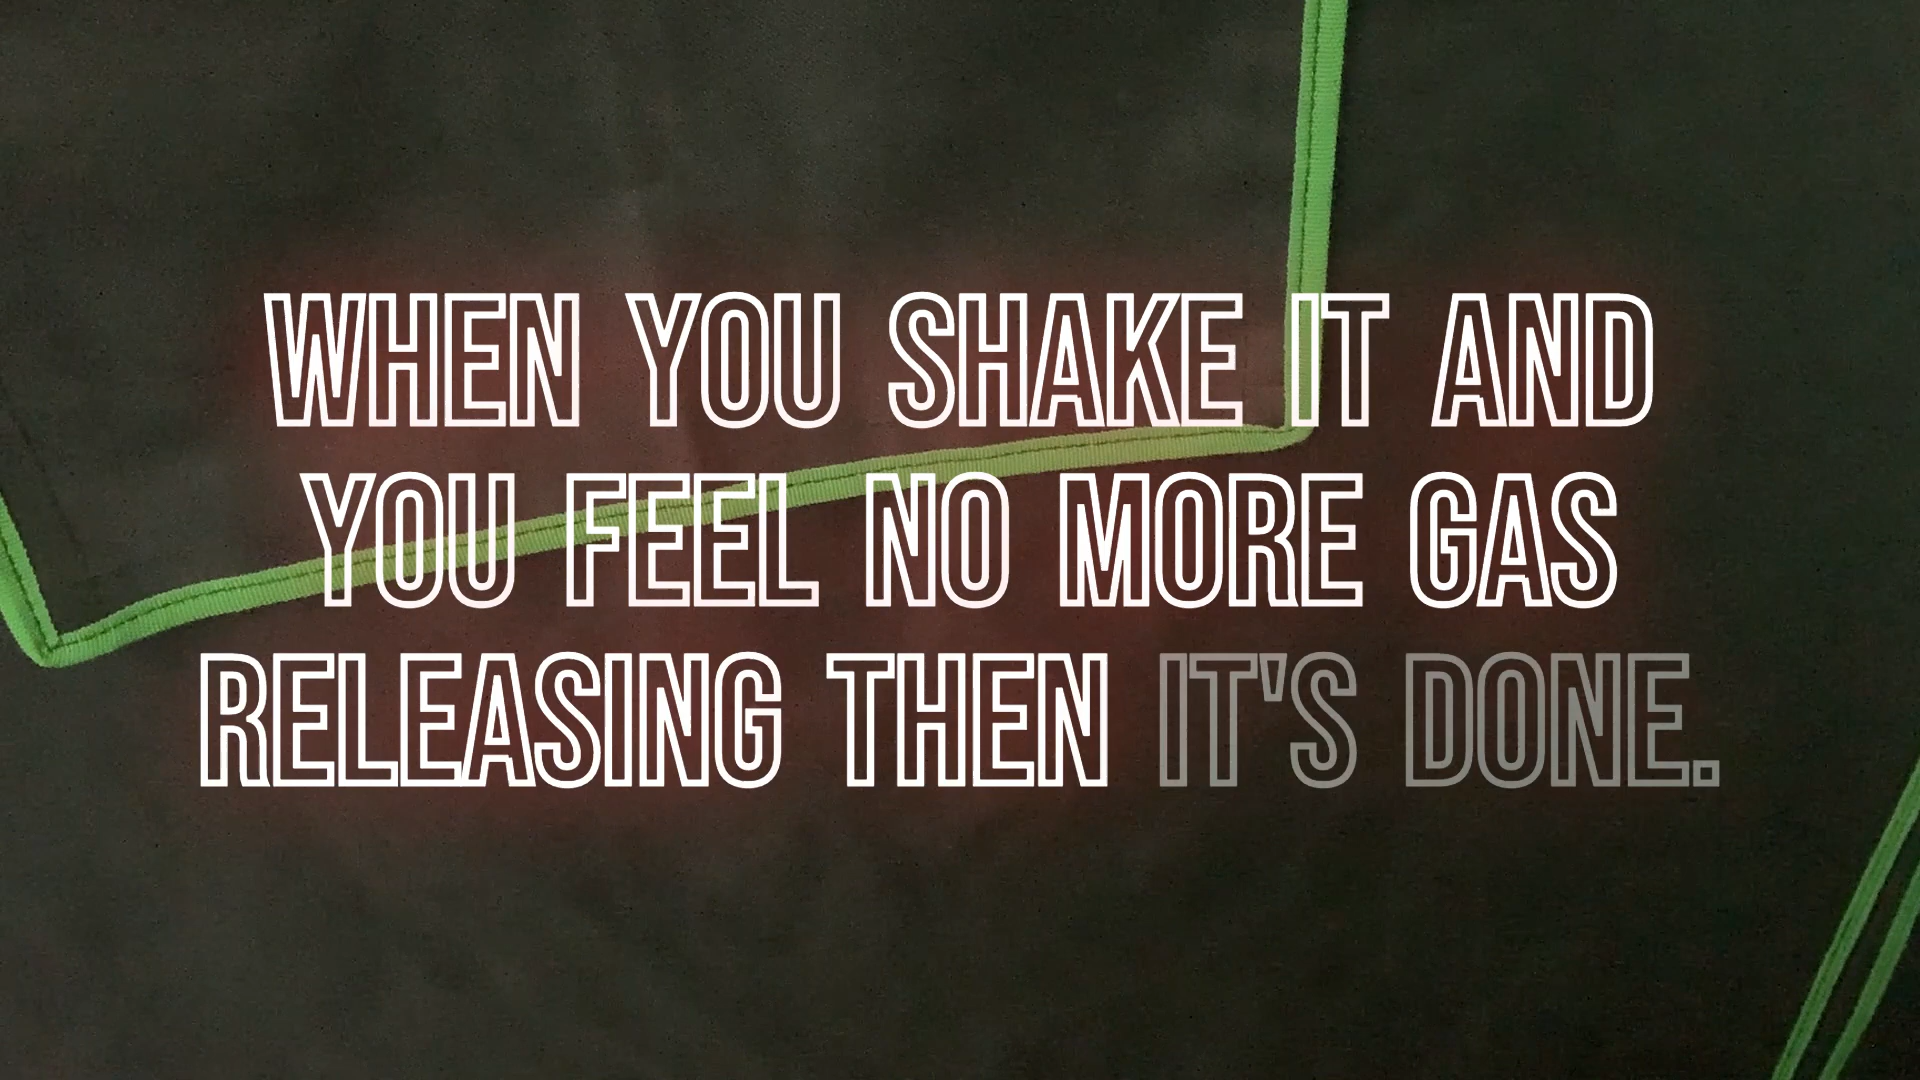 WHEN YOU SHAKE IT AND
YOU FEEL NO MORE GAS
RELEASING THEN IT'S DONE.